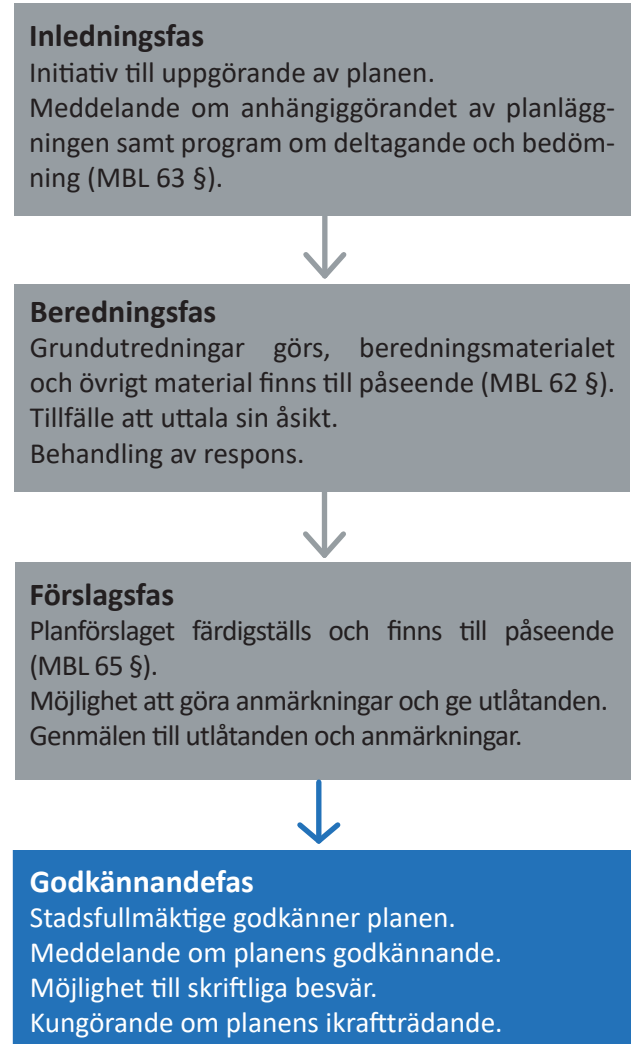 Inledningsfas
Initiativ till uppgörande av planen.
Meddelande om anhängiggörandet av planlägg-
ningen samt program om deltagande och bedöm-
ning (MBL 63 §).
Beredningsfas
Grundutredningar görs, beredningsmaterialet
och övrigt material finns till påseende (MBL 62 §).
Tillfälle att uttala sin åsikt.
Behandling av respons.
Förslagsfas
Planförslaget färdigställs och finns till påseende
(MBL 65 §).
Möjlighet att göra anmärkningar och ge utlåtanden.
Genmälen till utlåtanden och anmärkningar.
Godkännandefas
Stadsfullmäktige godkänner planen.
Meddelande om planens godkännande.
Möjlighet till skriftliga besvär.
Kungörande om planens ikraftträdande.